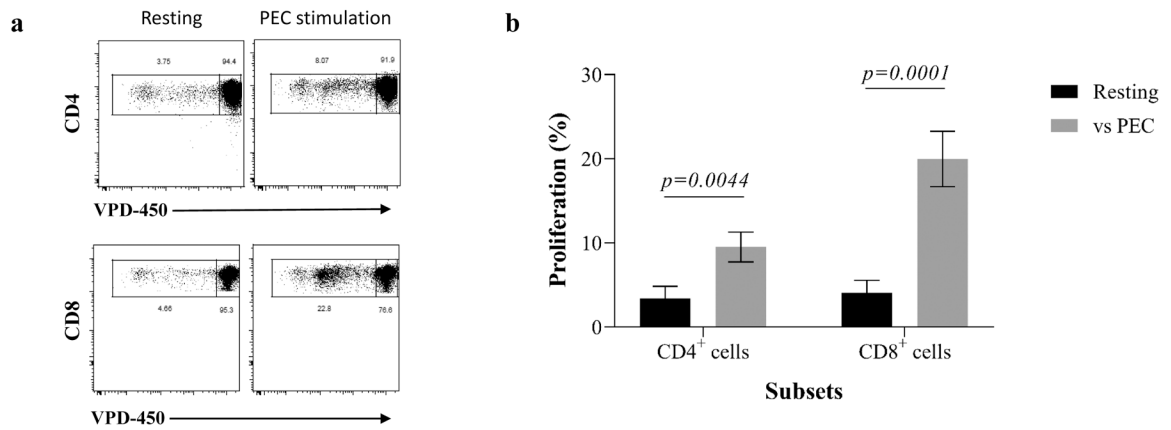 a
Resting PEC stimulation
3.75 94.4 8.07 91.9
CD4
VPD-450
CD8
4.66 95.3 22.8 76.6
VPD-450
b
30
20
10
0
Proliferation (%)
p=0.0044
p=0.0001
CD4+ cells CD8+ cells
Subsets
Resting
vs PEC